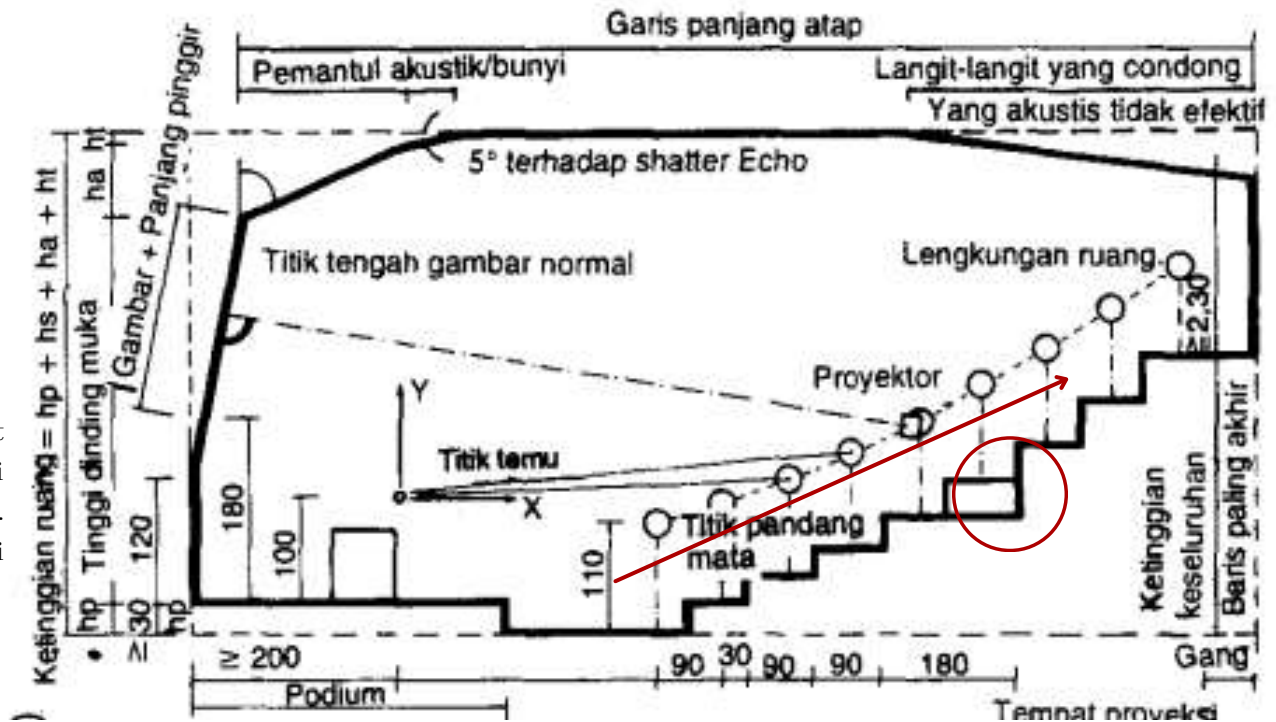 Garis panjang atap
Pemantul akustik/bunyi
Langit-langit yang condong
Yang akustis tidak efektif
5° terhadap shatter Echo
Ketinggian ruang = hp + hs + ha + ht
ha ht
Tinggi dinding muka
hp
Gambar + Panjang pinggir
Titik tengah gambar normal
Lengkungan ruang
≥2,30
Proyektor
Y
Titik temu
X
180
120
100
110
Titik pandang
mata
30
hp
Ketinggian
keseluruhan
Baris paling akhir
≥ 200
90 30 90 90 180
Gang
Podium
Tempat proyeksi